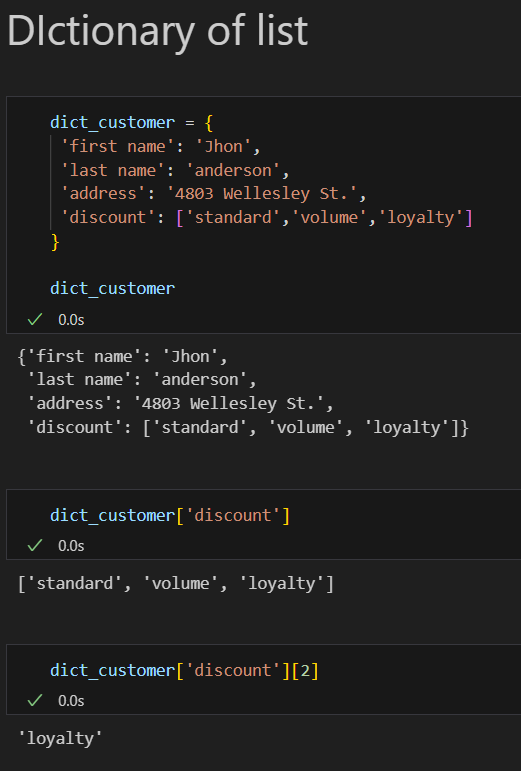 DIctionary of list
dict_customer = {
'first name': 'Jhon',
'last name': 'anderson',
'address': '4803 Wellesley St.',
'discount': ['standard','volume','loyalty']
}
dict_customer
0.0s
{'first name': 'Jhon',
'last name': 'anderson',
'address': '4803 Wellesley St.',
'discount': ['standard', 'volume', 'loyalty']}
dict_customer['discount']
0.0s
['standard', 'volume', 'loyalty']
dict_customer['discount'][2]
0.0s
'loyalty'